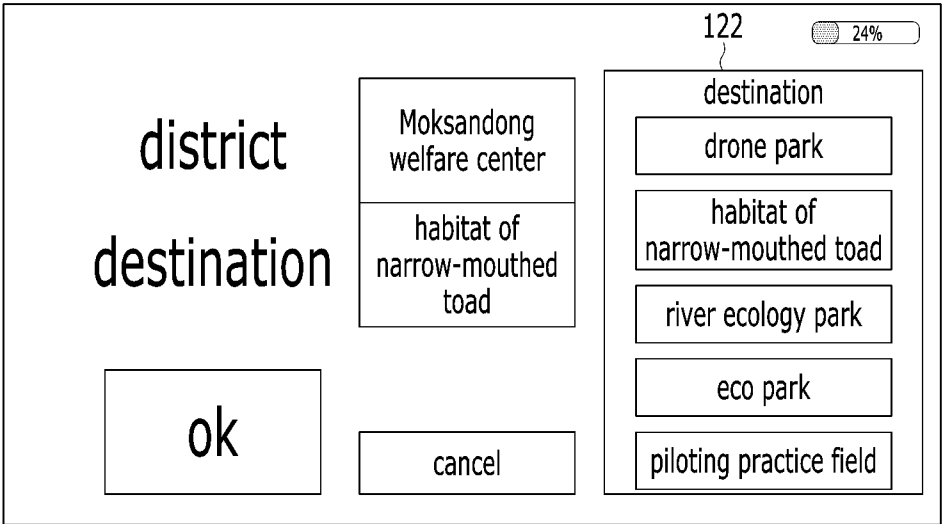 122
24%
district
Moksandong
welfare center
destination
habitat of
narrow-mouthed
toad
ok
cancel
destination
drone park
habitat of
narrow-mouthed toad
river ecology park
eco park
piloting practice field